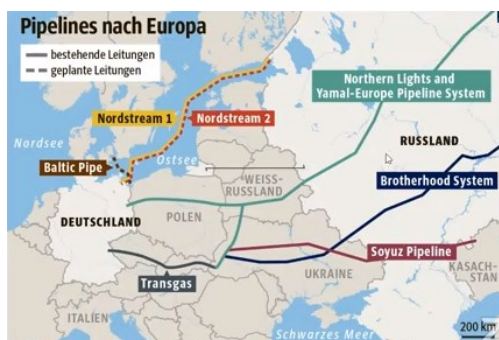 Pipelines nach Europa
bestehende Leitungen
geplante Leitungen
Northern Lights and
Yamal-Europe Pipeline System
Nordstream 1
Nordstream 2
Nordsee
RUSSLAND
Baltic Pipe
Ostsee
WEISS-
RUSSLAND
Brotherhood System
DEUTSCHLAND
POLEN
Soyuz Pipeline
Transgas
UKRAINE
KASACH-
STAN
ITALIEN
Schwarzes Meer
200 km